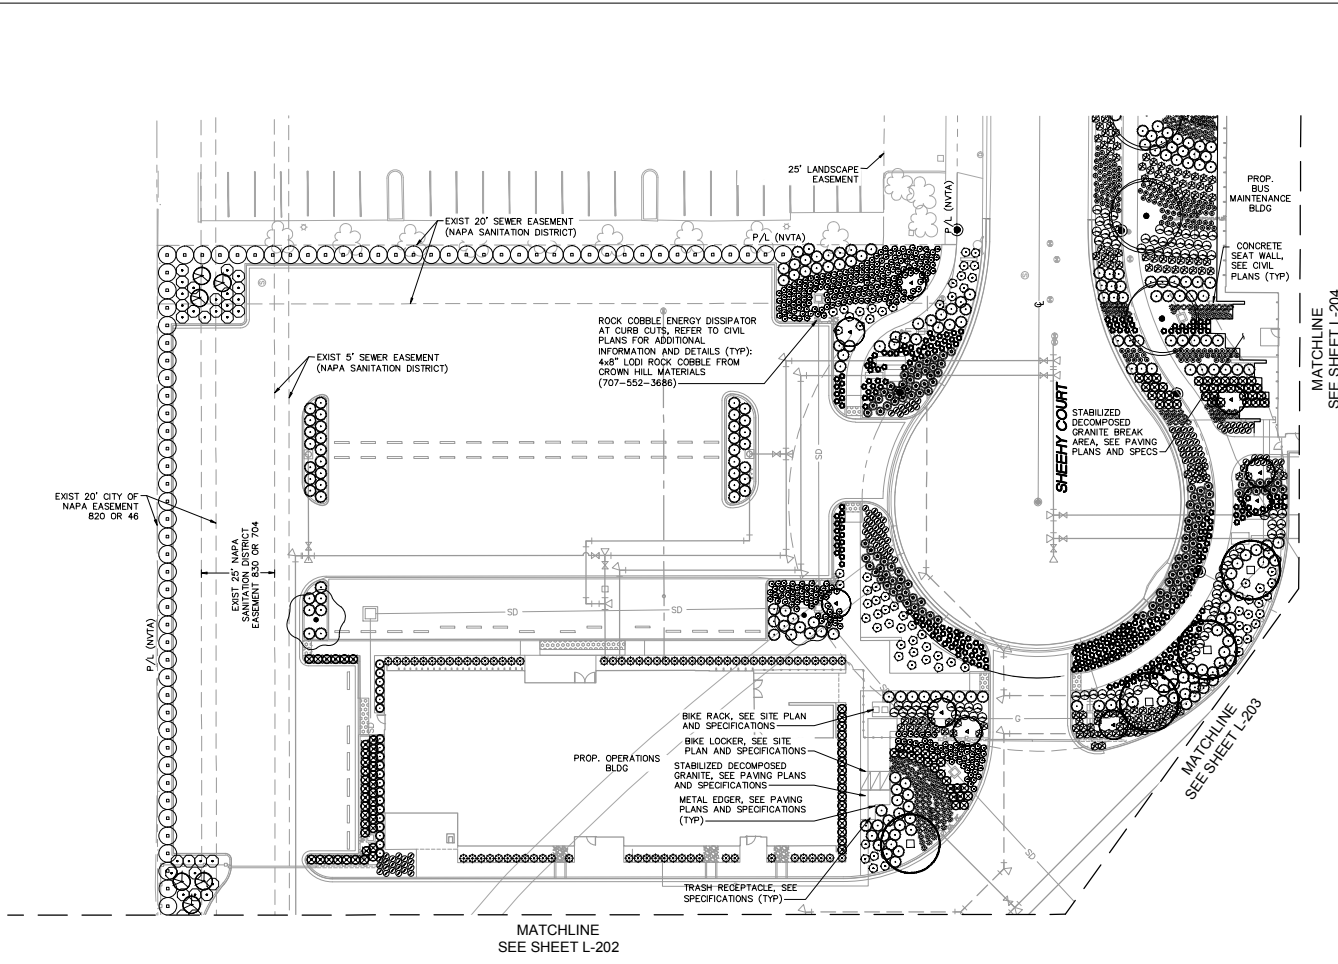 25' LANDSCAPE
EASEMENT
P/L (NVTA)
PROP.
BUS
MAINTENANCE
BLDG
EXIST 20' SEWER EASEMENT
(NAPA SANITATION DISTRICT)
P/L (NVTA)
CONCRETE
SEAT WALL,
SEE CIVIL
PLANS (TYP)
ROCK COBBLE ENERGY DISSIPATOR
AT CURB CUTS, REFER TO CIVIL
PLANS FOR ADDITIONAL
INFORMATION AND DETAILS (TYP):
4x8" LODI ROCK COBBLE FROM
CROWN HILL MATERIALS
(707-552-3686)
MATCHLINE
SEE SHEET L-204
EXIST 5' SEWER EASEMENT
(NAPA SANITATION DISTRICT)
SHEEHY COURT
STABILIZED
DECOMPOSED
GRANITE BREAK
AREA, SEE PAVING
PLANS AND SPECS
SD
EXIST 20' CITY OF
NAPA EASEMENT
820 OR 46
EXIST 25' NAPA
SANITATION DISTRICT
EASEMENT 830 OR 704
SD
SD
P/L (NVTA)
BIKE RACK, SEE SITE PLAN
AND SPECIFICATIONS
G
BIKE LOCKER, SEE SITE
PLAN AND SPECIFICATIONS
PROP. OPERATIONS
BLDG
STABILIZED DECOMPOSED
GRANITE, SEE PAVING PLANS
AND SPECIFICATIONS
METAL EDGER, SEE PAVING
PLANS AND SPECIFICATIONS
(TYP)
MATCHLINE
SEE SHEET L-203
SD
TRASH RECEPTACLE, SEE
SPECIFICATIONS (TYP)
MATCHLINE
SEE SHEET L-202